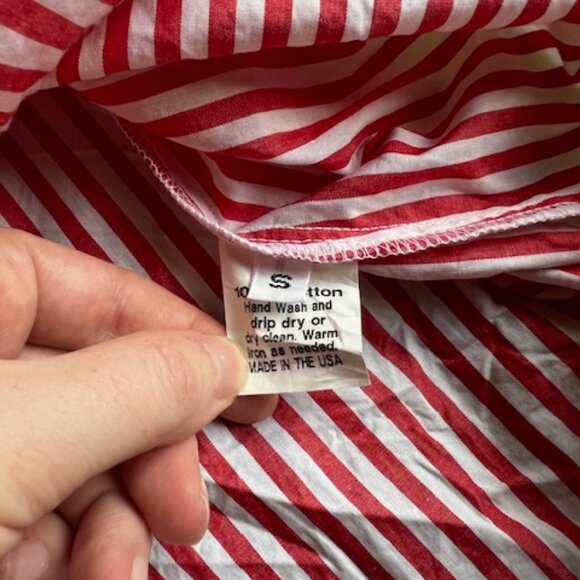 S
10 tton
Hand Wash and
drip dry or
dry clean. Warm
Iron as needed.
MADE IN THE USA